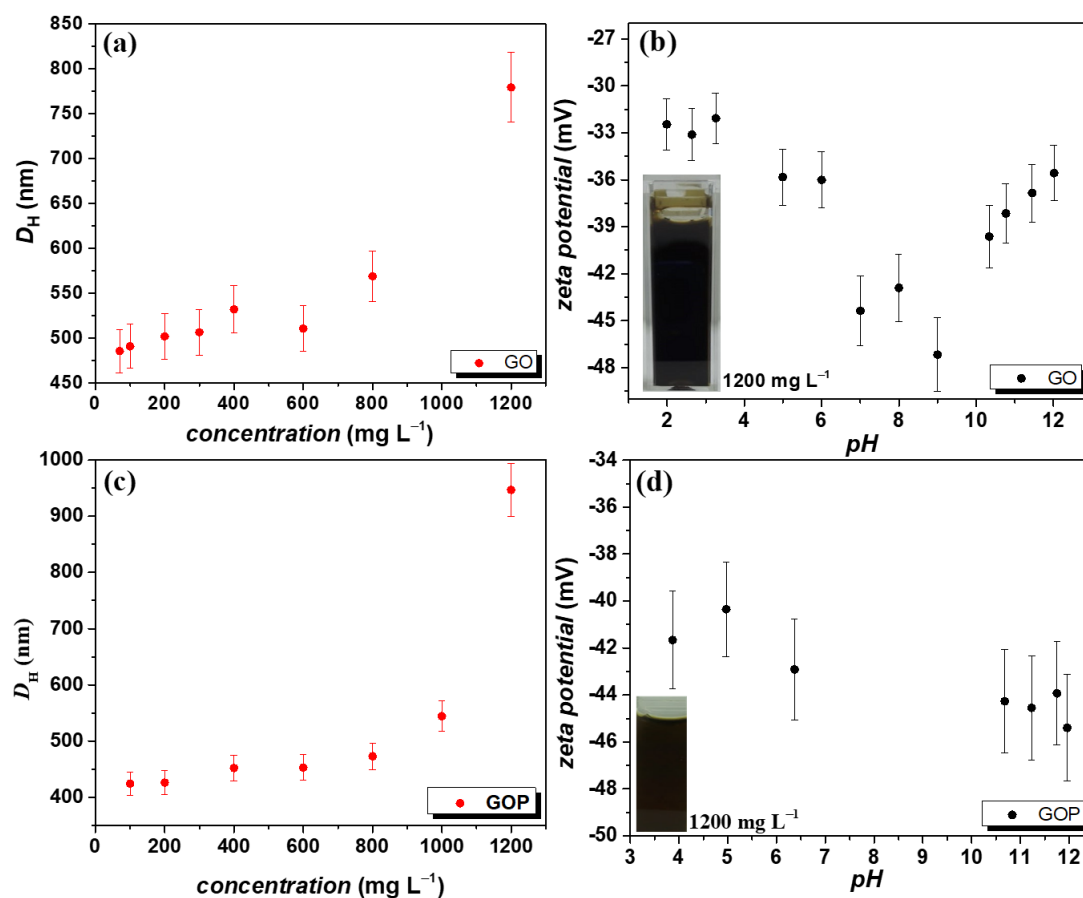 (a)
850
800
750
700
650
600
550
500
450
D_H (nm)
0 200 400 600 800 1000 1200
concentration (mg L⁻¹)
GO
(b)
-27
-30
-33
-36
-39
-42
-45
-48
zeta potential (mV)
2 4 6 8 10 12
pH
1200 mg L⁻¹
GO
(c)
1000
900
800
700
600
500
400
D_H (nm)
0 200 400 600 800 1000 1200
concentration (mg L⁻¹)
GOP
(d)
-34
-36
-38
-40
-42
-44
-46
-48
-50
zeta potential (mV)
3 4 5 6 7 8 9 10 11 12
pH
1200 mg L⁻¹
GOP